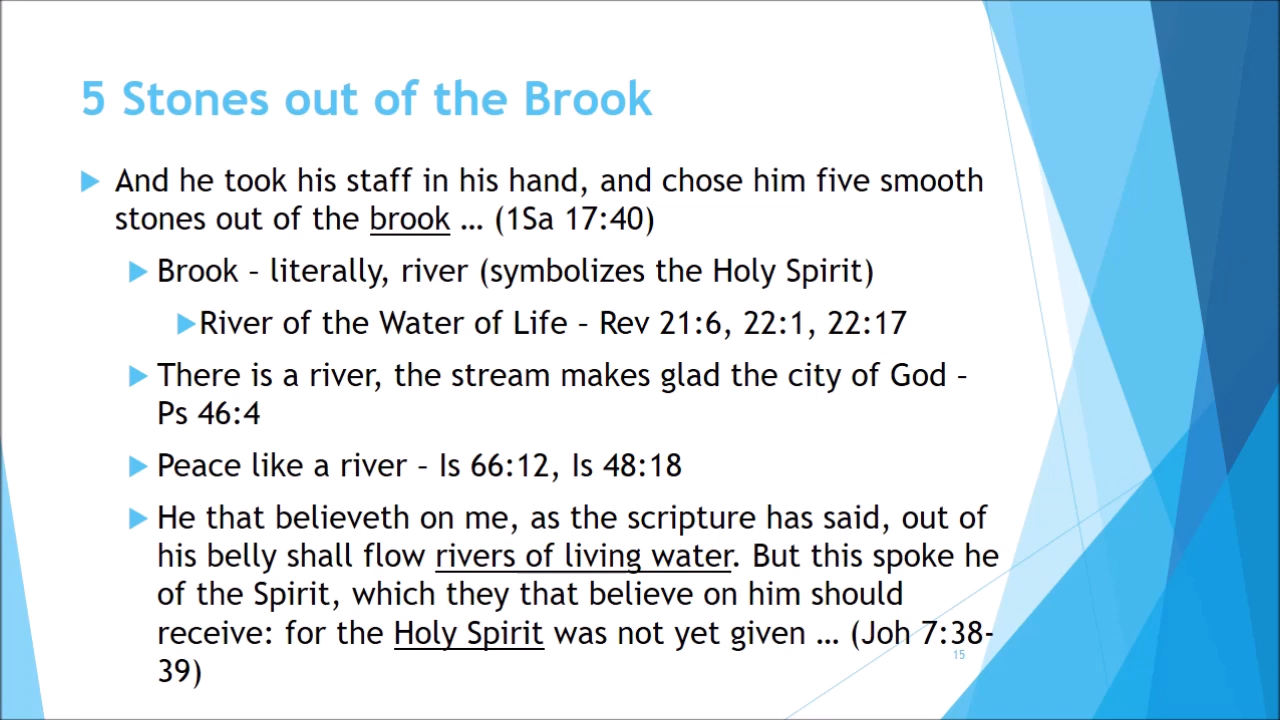 5 Stones out of the Brook
And he took his staff in his hand, and chose him five smooth
stones out of the brook … (1Sa 17:40)
Brook – literally, river (symbolizes the Holy Spirit)
River of the Water of Life – Rev 21:6, 22:1, 22:17
There is a river, the stream makes glad the city of God –
Ps 46:4
Peace like a river – Is 66:12, Is 48:18
He that believeth on me, as the scripture has said, out of
his belly shall flow rivers of living water. But this spoke he
of the Spirit, which they that believe on him should
receive: for the Holy Spirit was not yet given … (Joh 7:38-
39)
15